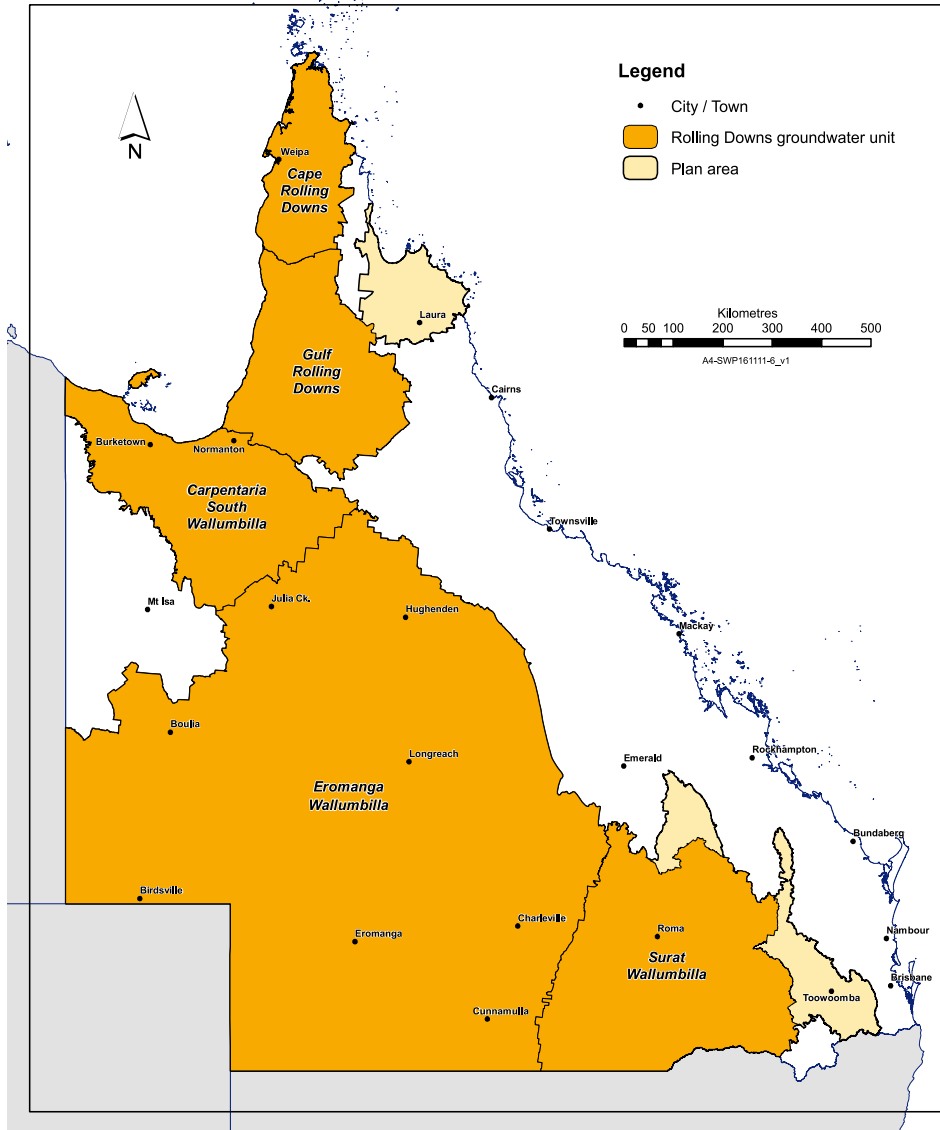 Legend
City / Town
Rolling Downs groundwater unit
Plan area
N
Weipa
Cape
Rolling
Downs
Laura
Kilometres
0 50 100 200 300 400 500
A4-SWP161111-6_v1
Gulf
Rolling
Downs
Cairns
Burketown
Normanton
Carpentaria
South
Wallumbilla
Townsville
Mt Isa
Julia Ck.
Hughenden
Mackay
Boulia
Longreach
Emerald
Rockhampton
Eromanga
Wallumbilla
Bundaberg
Birdsville
Charleville
Eromanga
Roma
Nambour
Surat
Wallumbilla
Brisbane
Toowoomba
Cunnamulla